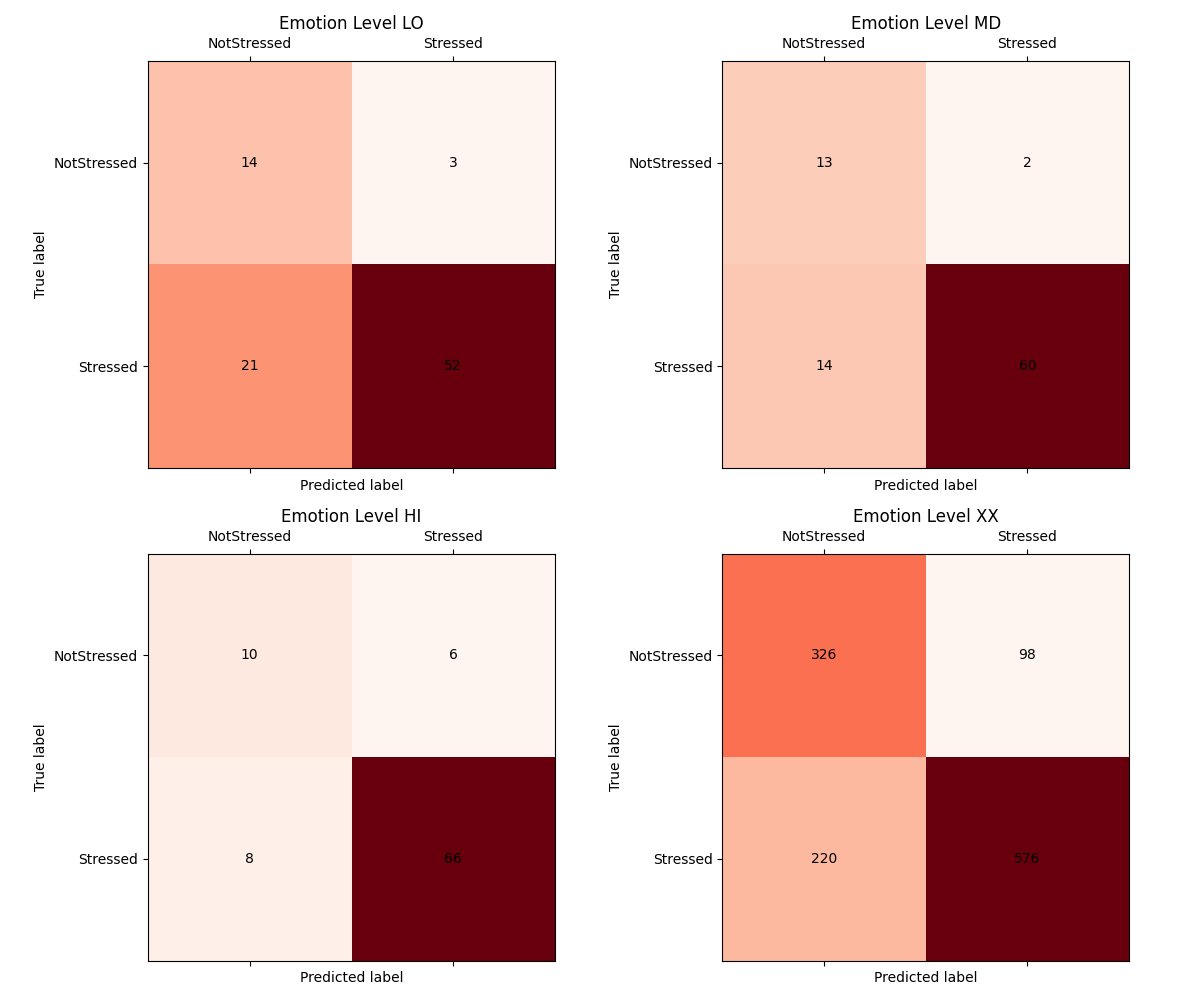 Emotion Level LO
NotStressed Stressed
NotStressed 14 3
True label
Stressed 21 52
Predicted label
Emotion Level MD
NotStressed Stressed
NotStressed 13 2
True label
Stressed 14 60
Predicted label
Emotion Level HI
NotStressed Stressed
NotStressed 10 6
True label
Stressed 8 66
Predicted label
Emotion Level XX
NotStressed Stressed
NotStressed 326 98
True label
Stressed 220 576
Predicted label